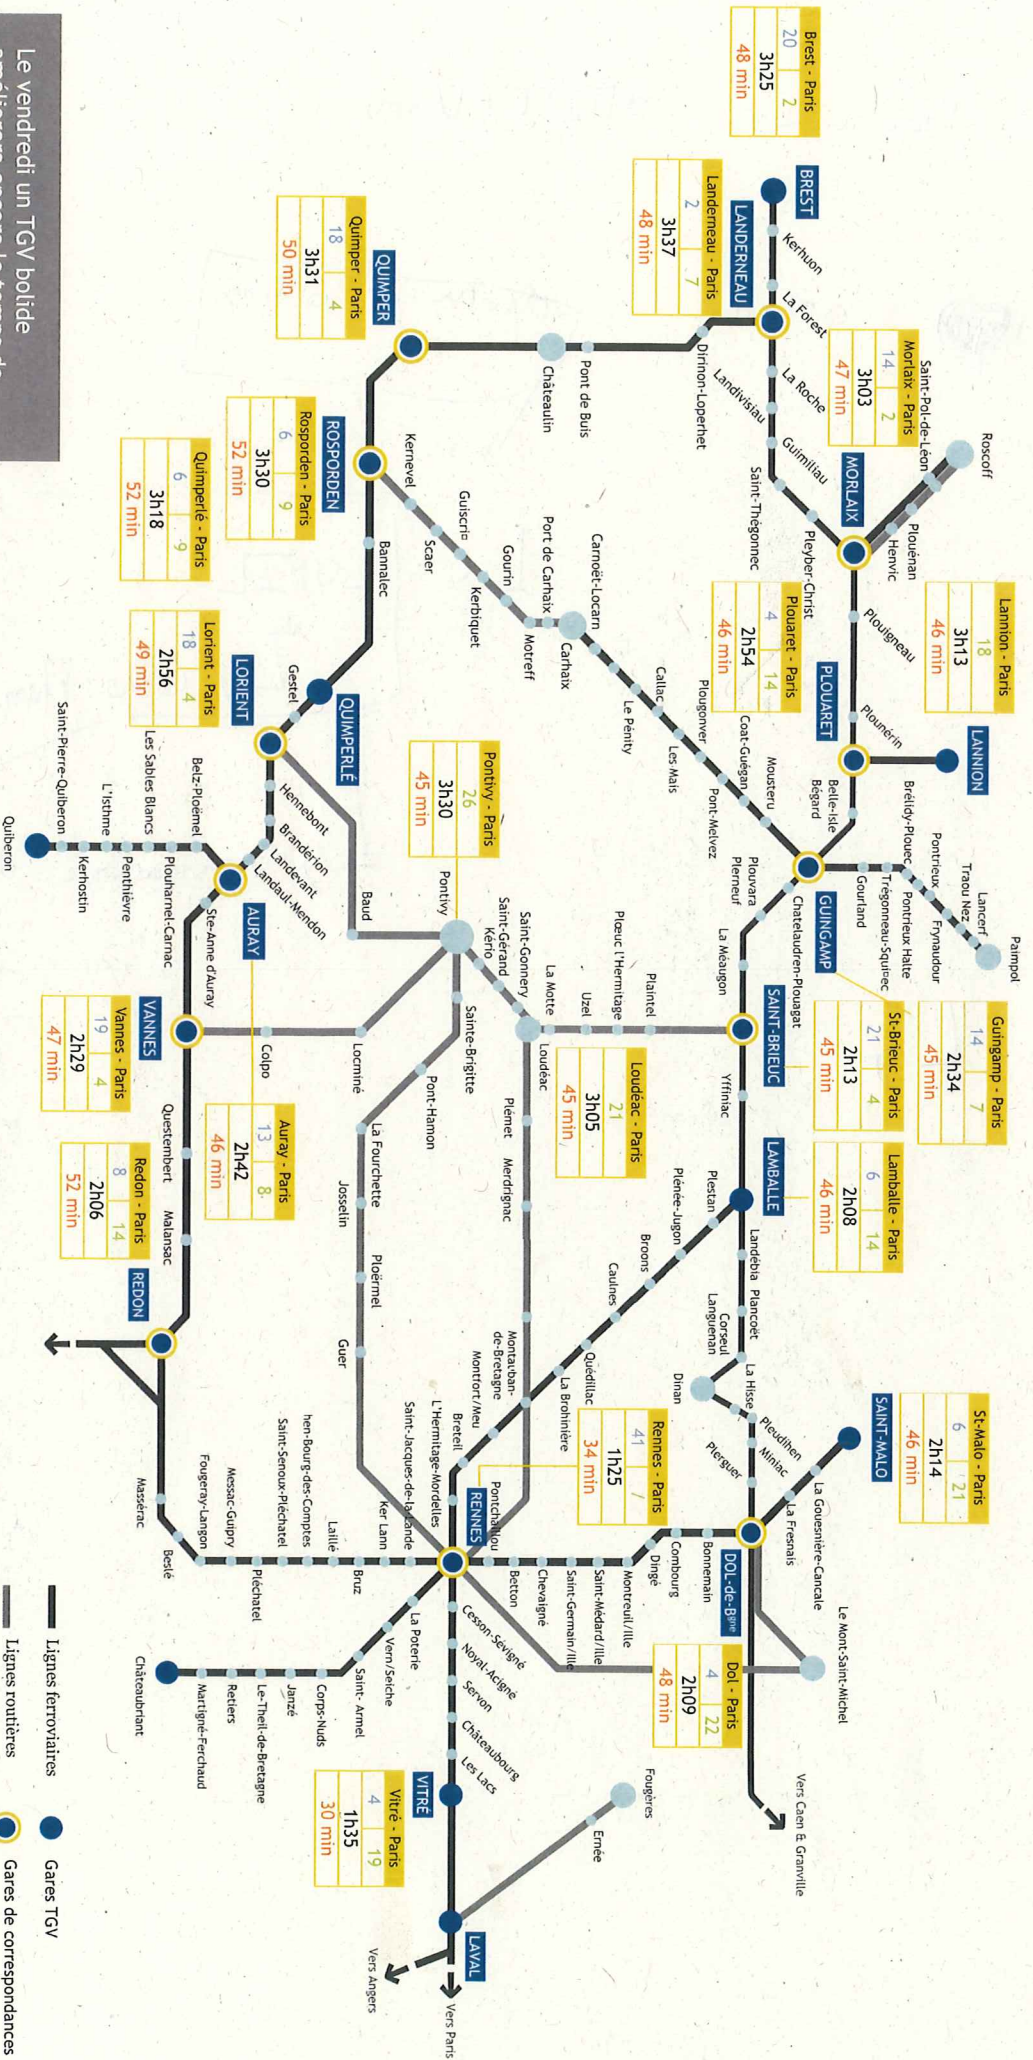 Brest - Paris
20 2
3h25
48 min
BREST
Kerhuon
La Forest
Landerneau - Paris
2 7
3h37
48 min
LANDERNEAU
La Roche
Landivisiau
Guimiliau
Saint-Thégonnec
Pleyber-Christ
Dirinon-Loperhet
Pont de Buis
Châteaulin
Morlaix - Paris
14 2
3h03
47 min
MORLAIX
Saint-Pol-de-Léon
Roscoff
Plouénan
Henvic
Plouigneau
Plounérin
Lannion - Paris
18
3h13
46 min
LANNION
Plouaret - Paris
4 14
2h54
46 min
PLOUARET
Belle-Isle
Bégard
Quimper - Paris
18 4
3h31
50 min
QUIMPER
Rosporden - Paris
6 9
3h30
52 min
ROSPORDEN
Kernevel
Scaer
Guiscriff
Kerbiquet
Gourin
Motreff
Port de Carhaix
Carhaix
Carnoët-Locarn
Le Pénity
Callac
Les Mais
Plougonver
Pont-Melvez
Coat-Guégan
Mousteru
Bannalec
Quimperlé - Paris
6 9
3h18
52 min
QUIMPERLÉ
Gestel
Lorient - Paris
18 4
2h56
49 min
LORIENT
Hennebont
Brandérion
Landevant
Landaul-Mendon
Baud
Pontivy - Paris
26
3h30
45 min
Pontivy
Saint-Gérand
Kério
Saint-Gonnery
La Motte
Loudéac
Uzel
Plœuc l'Hermitage
Plaintel
Belz-Ploëmel
Plouharnel-Carnac
Les Sables Blancs
Penthièvre
L'Isthme
Kerhostin
Saint-Pierre-Quiberon
Quiberon
AURAY
Ste-Anne d'Auray
Auray - Paris
13 8
2h42
46 min
VANNES
Vannes - Paris
19 4
2h29
47 min
Colpo
Locminé
Sainte-Brigitte
Pont-Hamon
La Fourchette
Josselin
Ploërmel
Guer
Questembert
Malansac
Redon - Paris
8 14
2h06
52 min
REDON
GUINGAMP
Guingamp - Paris
14 7
2h34
45 min
Gourland
Trégonneau-Squiffiec
Brélidy-Plouec
Pontrieux Halte
Pontrieux
Frynaudour
Traou Nez
Lancerf
Paimpol
Plouvara
Plerneuf
Chatelaudren-Plouagat
La Méaugon
SAINT-BRIEUC
St-Brieuc - Paris
21 4
2h13
45 min
Yffiniac
Loudéac - Paris
21
3h05
45 min
Plémet
Merdrignac
LAMBALLE
Lamballe - Paris
6 14
2h08
46 min
Plestan
Plénée-Jugon
Broons
Caulnes
Quédillac
La Brohinière
Montauban-
de-Bretagne
Montfort/Meu
Breteil
L'Hermitage-Mordelles
Landébia
Plancoët
Corseul
Languenan
Dinan
La Hisse
Pleudihen
Miniac
Plerguer
St-Malo - Paris
6 21
2h14
46 min
SAINT-MALO
La Gouesnière-Cancale
La Fresnais
DOL-de-Bgne
Dol - Paris
4 22
2h09
48 min
Le Mont-Saint-Michel
Vers Caen & Granville
Bonnemain
Combourg
Dingé
Montreuil/Ille
Saint-Médard/Ille
Saint-Germain/Ille
Chevaigné
Betton
Pontchaillou
Rennes - Paris
41 7
1h25
34 min
RENNES
Saint-Jacques-de-la-Lande
Ker Lann
Bruz
Laillé
hen-Bourg-des-Comptes
Saint-Senoux-Pléchatel
Pléchatel
Messac-Guipry
Fougeray-Langon
Beslé
Massérac
Cesson-Sévigné
Noyal-Acigné
Servon
Châteaubourg
Les Lacs
La Poterie
Vern/Seiche
Saint- Armel
Corps-Nuds
Janzé
Le-Theil-de-Bretagne
Retiers
Martigné-Ferchaud
Châteaubriant
VITRÉ
Vitré - Paris
4 19
1h35
30 min
Fougères
Ernée
LAVAL
Vers Angers
Vers Paris
Le vendredi un TGV bolide
Lignes ferroviaires
Lignes routières
Gares TGV
Gares de correspondances